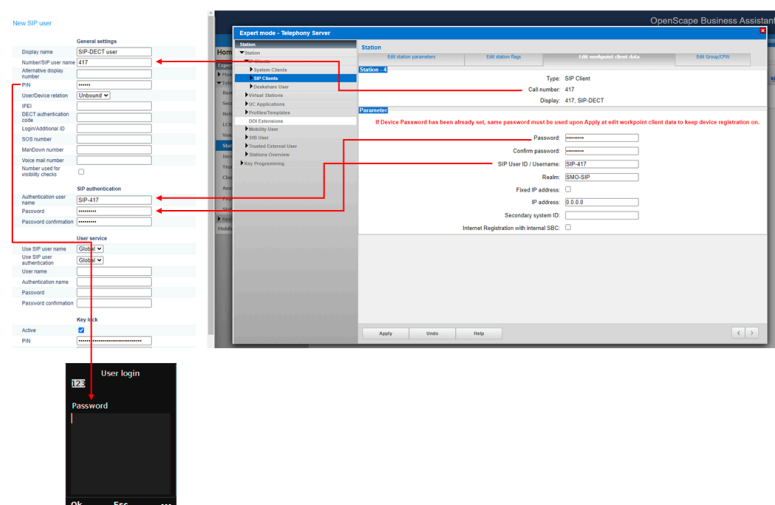 New SIP user
General settings
Display name SIP-DECT user
Number/SIP user name 417
Alternative display number
PIN ••••••
User/Device relation Unbound
IPEI
DECT authentication code
Login/Additional ID
SOS number
ManDown number
Voice mail number
Number used for visibility checks
SIP authentication
Authentication user name SIP-417
Password •••••••••
Password confirmation •••••••••
User service
Use SIP user name Global
Use SIP user authentication Global
User name
Authentication name
Password
Password confirmation
Key lock
Active
PIN
OpenScape Business Assistant
Hom
Expert mode - Telephony Server
Station
Station
SIP Clients
System Clients
SIP Clients
Deskshare User
Virtual Stations
UC Applications
Profiles/Templates
DDI Extensions
Mobility User
Trusted External User
Stations Overview
Key Programming
Station
Edit station parameters
Edit station flags
Edit workpoint client data
Edit Group/CFW
Station - 4
Type: SIP Client
Call number: 417
Display: 417, SIP-DECT
Parameter
If Device Password has been already set, same password must be used upon Apply at edit workpoint client data to keep device registration on.
Password: •••••••••
Confirm password: •••••••••
SIP User ID / Username: SIP-417
Realm: SMO-SIP
Fixed IP address:
IP address: 0.0.0.0
Secondary system ID:
Internet Registration with internal SBC:
Apply
Undo
Help
User login
123
Password
Ok Esc •••